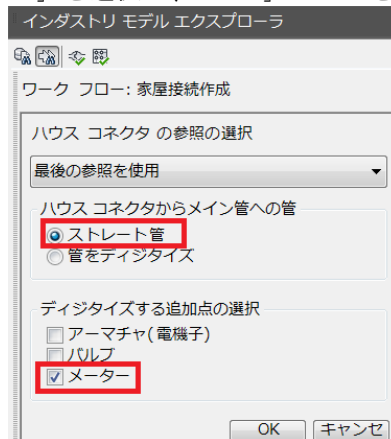 インダストリ モデル エクスプローラ
ワーク フロー: 家屋接続作成
ハウス コネクタ の参照の選択
最後の参照を使用
ハウス コネクタからメイン管への管
ストレート管
管をディジタイズ
ディジタイズする追加点の選択
アーマチャ(電機子)
バルブ
メーター
OK キャンセ